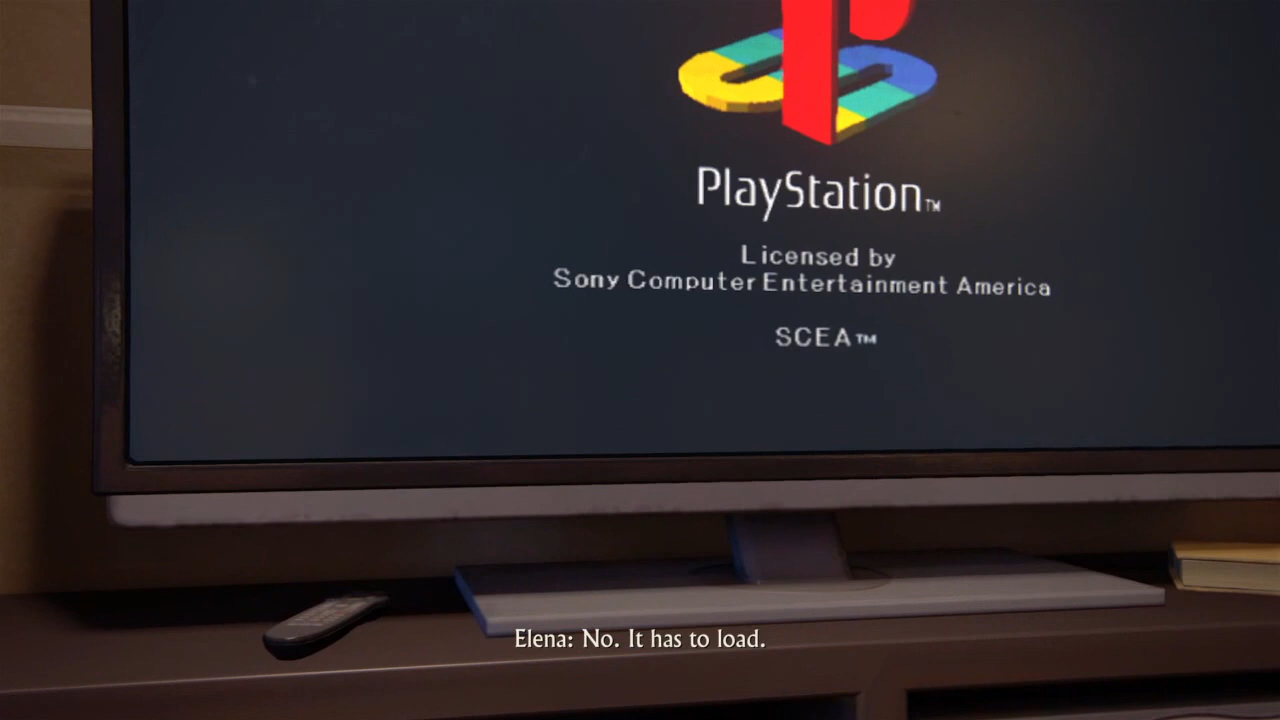 PlayStation™
Licensed by
Sony Computer Entertainment America
SCEA™
Elena: No. It has to load.